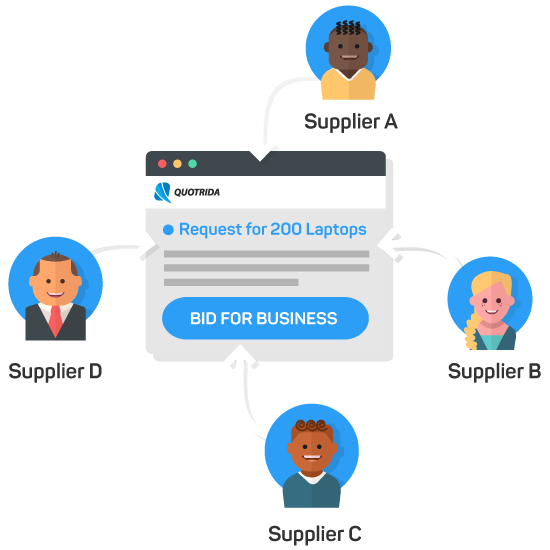 Supplier A
QUOTRIDA
Request for 200 Laptops
BID FOR BUSINESS
Supplier D
Supplier B
Supplier C